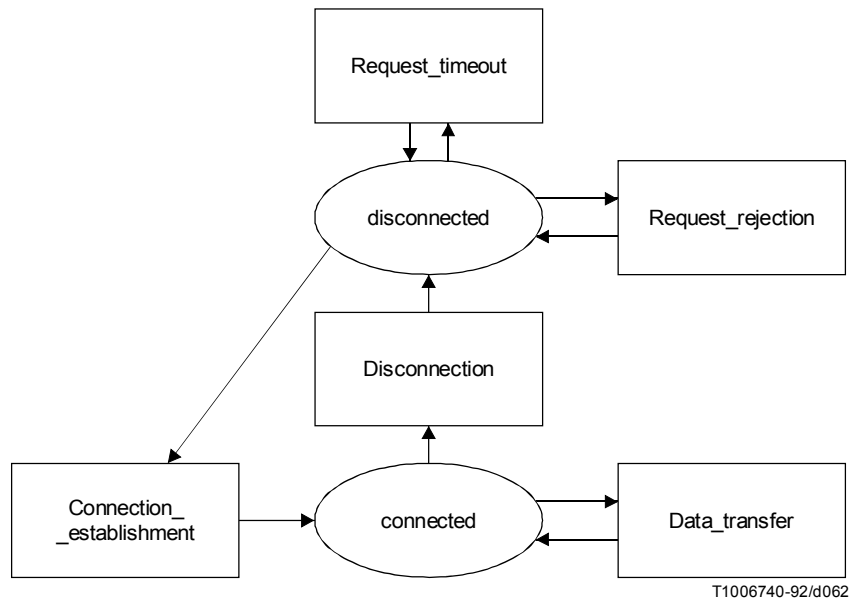 Request_timeout
disconnected
Request_rejection
Disconnection
Connection_
_establishment
connected
Data_transfer
T1006740-92/d062